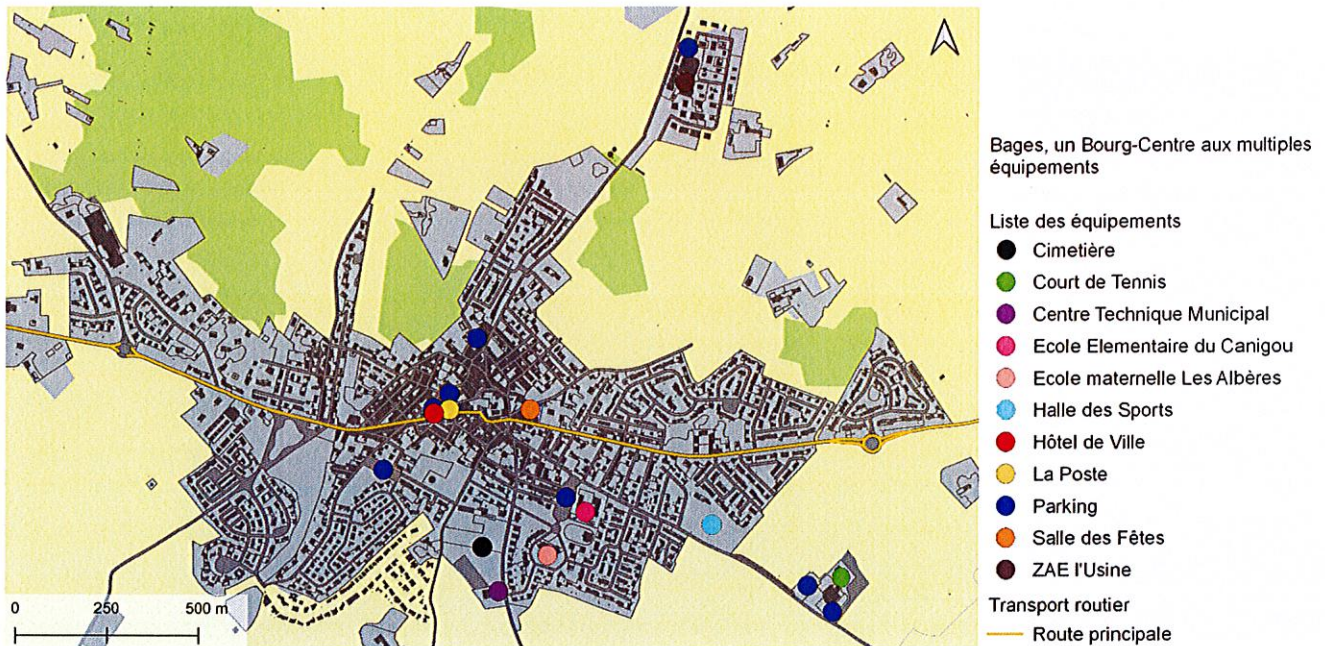 Bages, un Bourg-Centre aux multiples
équipements
Liste des équipements
Cimetière
Court de Tennis
Centre Technique Municipal
Ecole Elementaire du Canigou
Ecole maternelle Les Albères
Halle des Sports
Hôtel de Ville
La Poste
Parking
Salle des Fêtes
ZAE l'Usine
Transport routier
Route principale
0 250 500 m